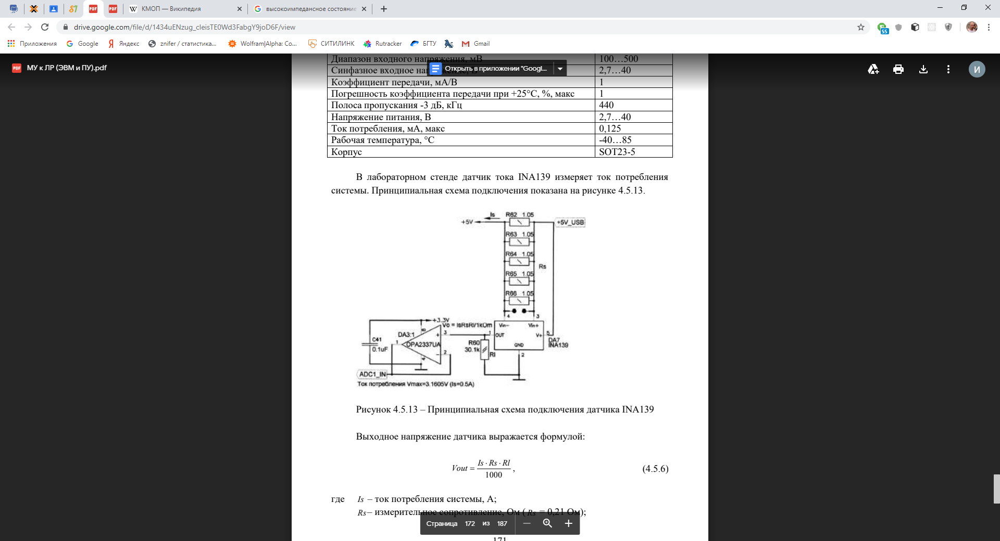 КМОП — Википедия
высокоимпедансное состояние
drive.google.com/file/d/1434uENzug_cleisTE0Wd3FabgY9joD6F/view
55
Приложения
Google
Яндекс
znifer / статистика...
Wolfram|Alpha: Co...
СИТИЛИНК
Rutracker
БГТУ
Gmail
PDF
МУ к ЛР (ЭВМ и ПУ).pdf
Открыть в приложении "Googl...
И
Диапазон входного напряжения, мВ 100…500
Синфазное входное 2,7…40
Коэффициент передачи, мА/В 1
Погрешность коэффициента передачи при +25°С, %, макс 1
Полоса пропускания -3 дБ, кГц 440
Напряжение питания, В 2,7…40
Ток потребления, мА, макс 0,125
Рабочая температура, °С -40…85
Корпус SOT23-5
В лабораторном стенде датчик тока INA139 измеряет ток потребления
системы. Принципиальная схема подключения показана на рисунке 4.5.13.
Is
R62 1.05
+5V
+5V_USB
R63 1.05
R64 1.05
Rs
R65 1.05
R66 1.05
4 3
+3.3V
Vo = IsRsRl/1kOm
Vin- Vin+
DA3:1
8
+ 3
1 OUT
V+ 5
DA7
INA139
C41
0.1uF
1
OPA2337UA
R60
30.1k
Rl
GND
2
4
- 2
ADC1_IN
Ток потребления Vmax=3.1605V (Is=0.5A)
Рисунок 4.5.13 – Принципиальная схема подключения датчика INA139
Выходное напряжение датчика выражается формулой:
Vout = Is · Rs · Rl / 1000 , (4.5.6)
где Is – ток потребления системы, А;
Rs – измерительное сопротивление, Ом ( Rs = 0,21 Ом);
Страница 172 из 187
171